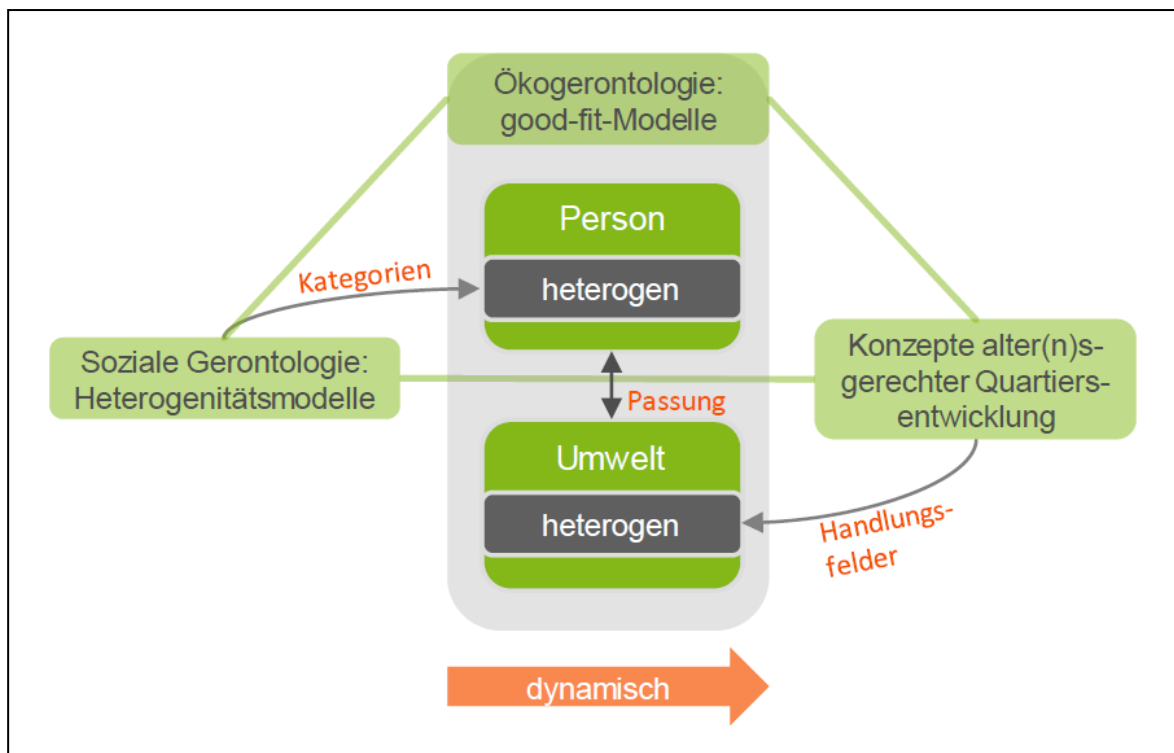 Ökogerontologie:
good-fit-Modelle
Person
heterogen
Kategorien
Soziale Gerontologie:
Heterogenitätsmodelle
Konzepte alter(n)s-
gerechter Quartiers-
entwicklung
Passung
Umwelt
heterogen
Handlungs-
felder
dynamisch